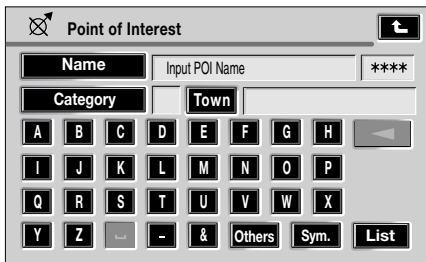 Point of Interest
Name Input POI Name ****
Category Town
A B C D E F G H
I J K L M N O P
Q R S T U V W X
Y Z - & Others Sym. List